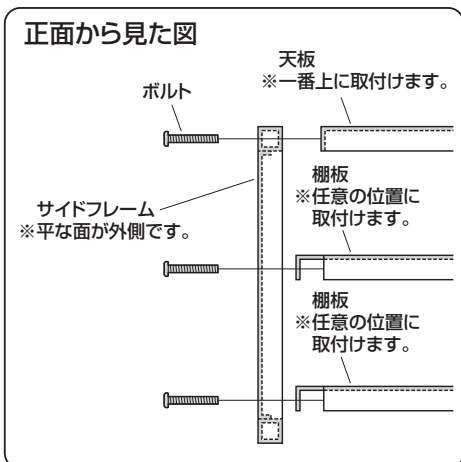 正面から見た図
天板
※一番上に取付けます。
ボルト
棚板
※任意の位置に
取付けます。
サイドフレーム
※平な面が外側です。
棚板
※任意の位置に
取付けます。